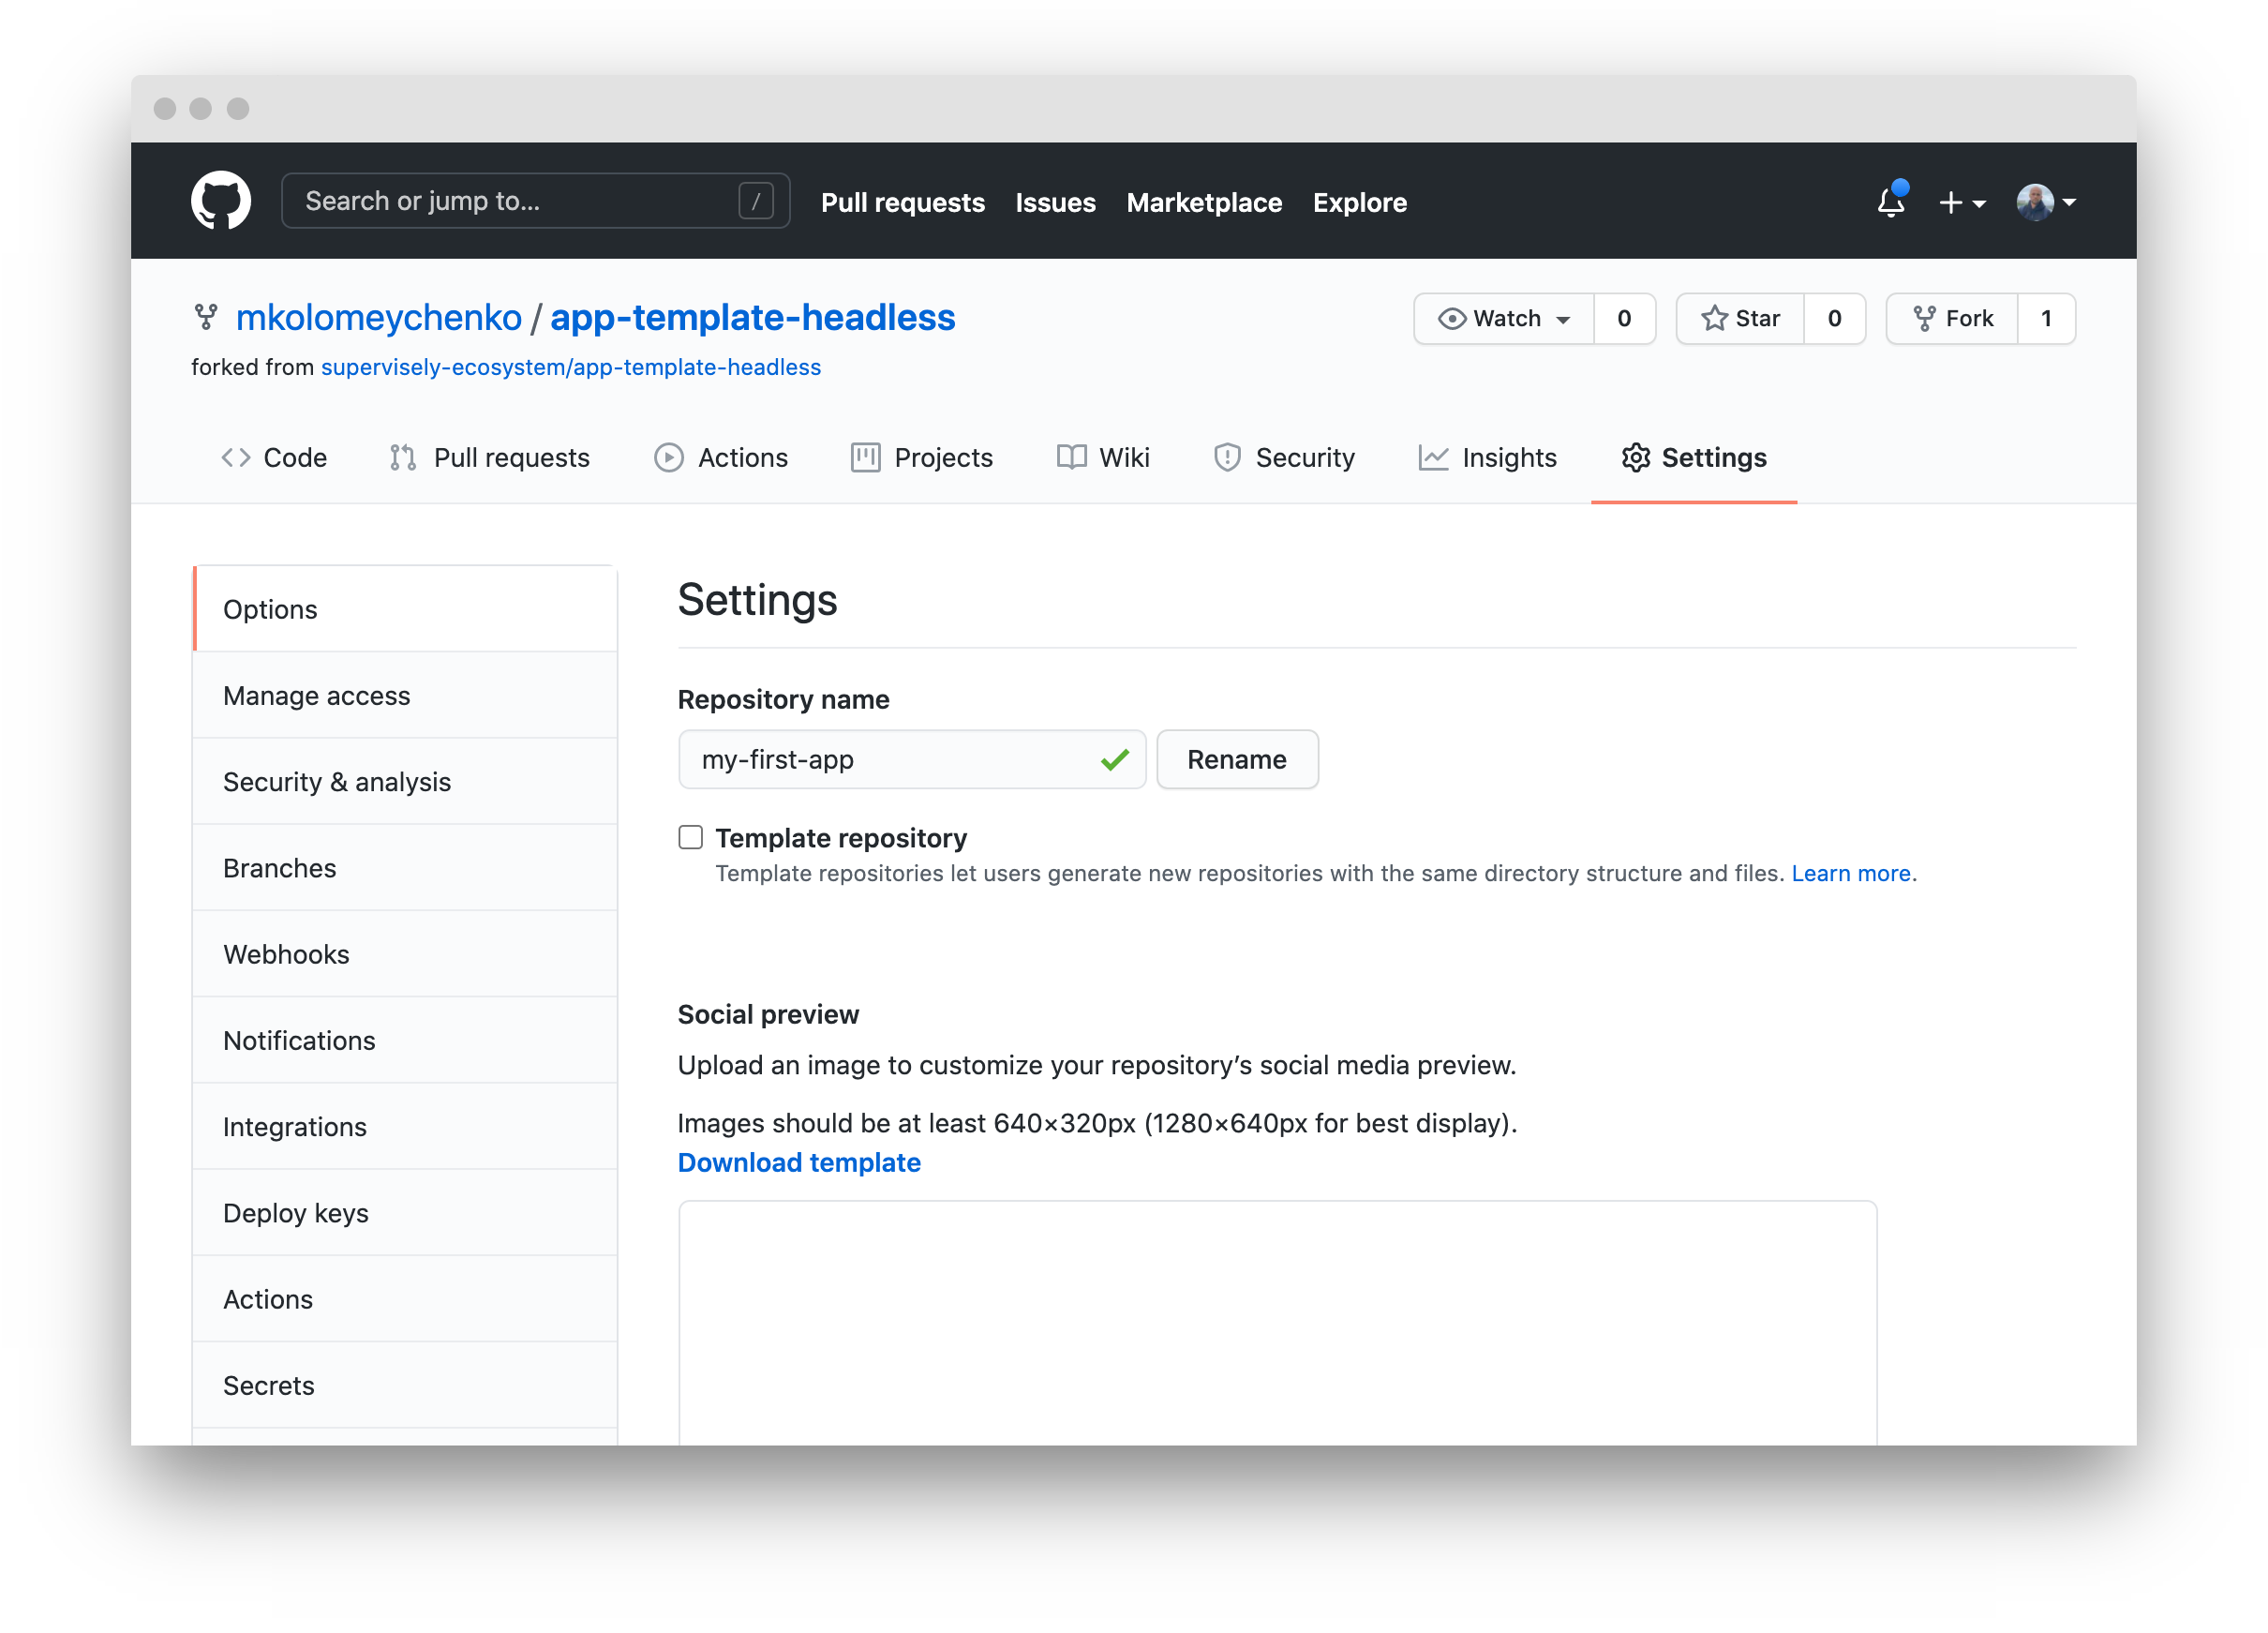 Search or jump to... /
Pull requests Issues Marketplace Explore
mkolomeychenko / app-template-headless
Watch 0 Star 0 Fork 1
forked from supervisely-ecosystem/app-template-headless
Code Pull requests Actions Projects Wiki Security Insights Settings
Options
Manage access
Security & analysis
Branches
Webhooks
Notifications
Integrations
Deploy keys
Actions
Secrets
Settings
Repository name
my-first-app Rename
Template repository
Template repositories let users generate new repositories with the same directory structure and files. Learn more.
Social preview
Upload an image to customize your repository’s social media preview.
Images should be at least 640×320px (1280×640px for best display).
Download template